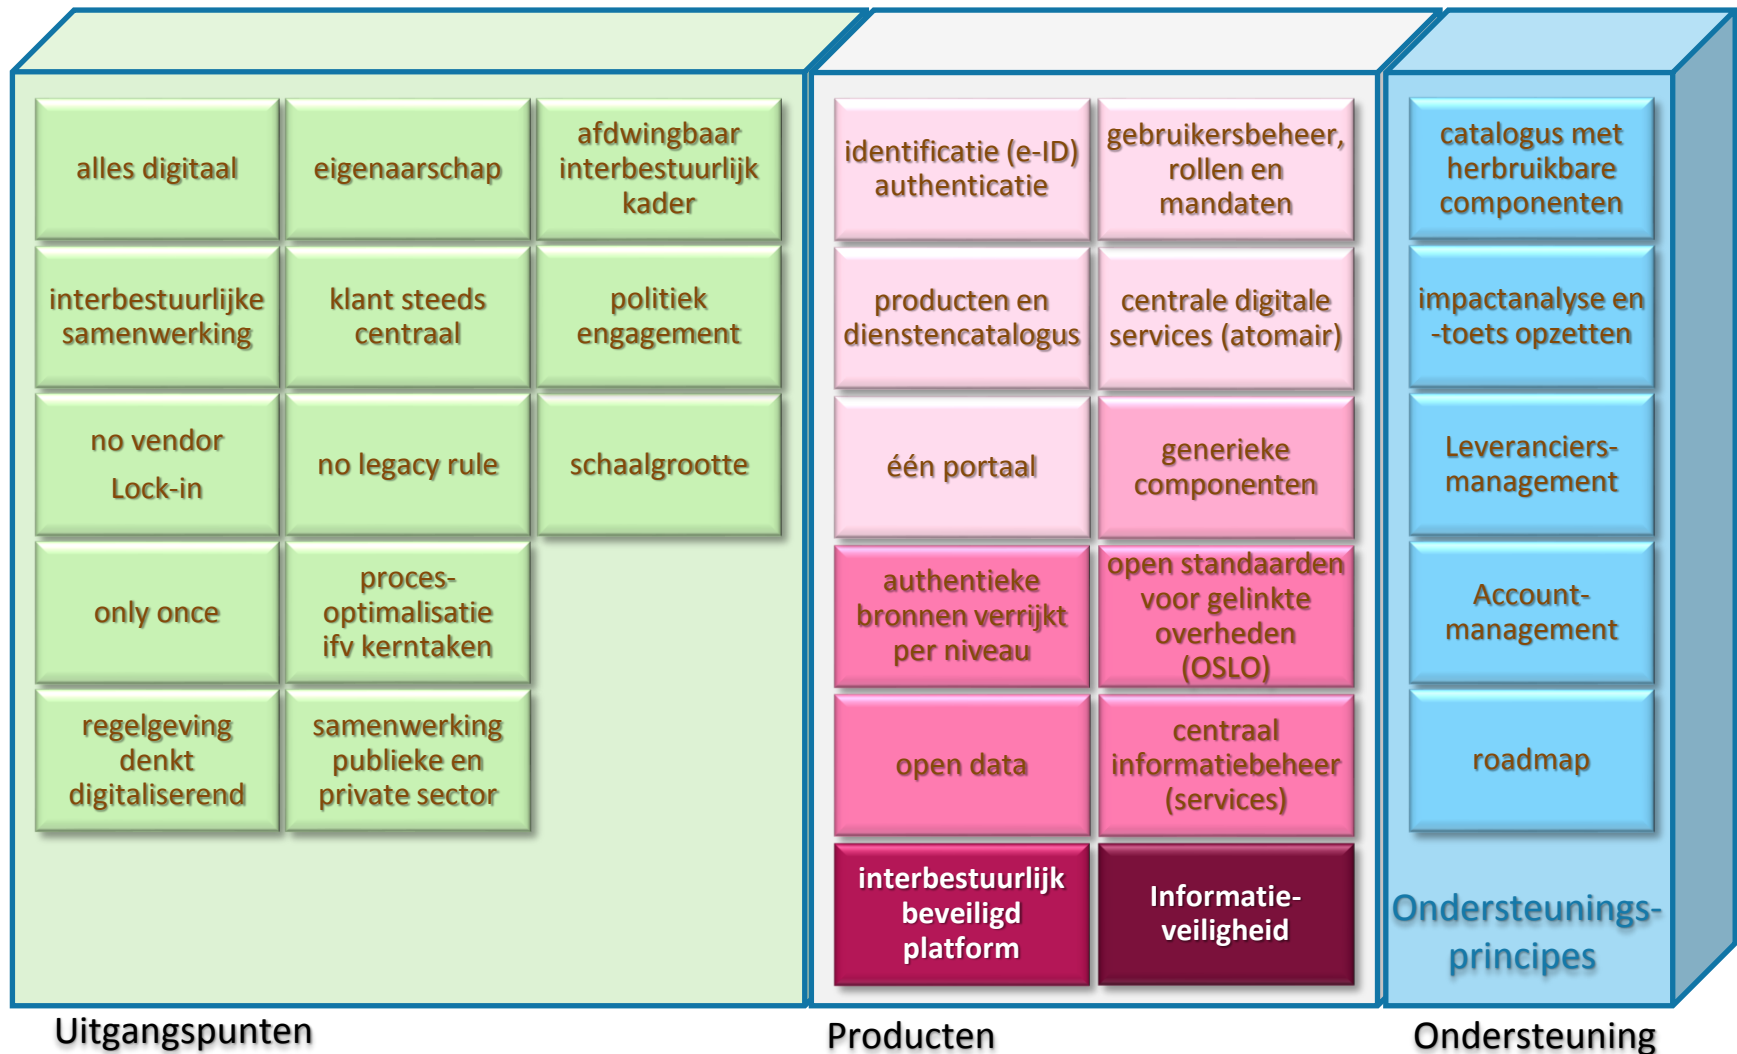 alles digitaal
eigenaarschap
afdwingbaar
interbestuurlijk
kader
interbestuurlijke
samenwerking
klant steeds
centraal
politiek
engagement
no vendor
Lock-in
no legacy rule
schaalgrootte
only once
proces-
optimalisatie
ifv kerntaken
regelgeving
denkt
digitaliserend
samenwerking
publieke en
private sector
Uitgangspunten
identificatie (e-ID)
authenticatie
gebruikersbeheer,
rollen en
mandaten
producten en
dienstencatalogus
centrale digitale
services (atomair)
één portaal
generieke
componenten
authentieke
bronnen verrijkt
per niveau
open standaarden
voor gelinkte
overheden
(OSLO)
open data
centraal
informatiebeheer
(services)
interbestuurlijk
beveiligd
platform
Informatie-
veiligheid
Producten
catalogus met
herbruikbare
componenten
impactanalyse en
-toets opzetten
Leveranciers-
management
Account-
management
roadmap
Ondersteunings-
principes
Ondersteuning